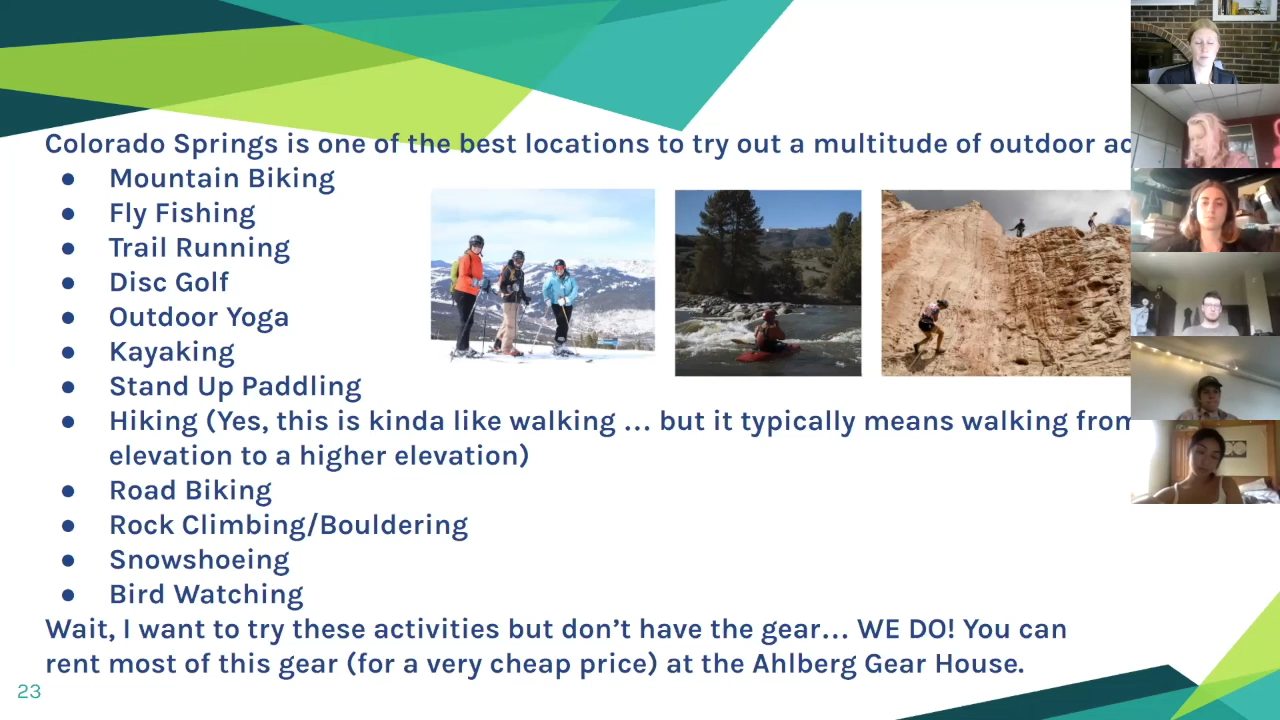 Colorado Springs is one of the best locations to try out a multitude of outdoor
● Mountain Biking
● Fly Fishing
● Trail Running
● Disc Golf
● Outdoor Yoga
● Kayaking
● Stand Up Paddling
● Hiking (Yes, this is kinda like walking … but it typically means walking from
elevation to a higher elevation)
● Road Biking
● Rock Climbing/Bouldering
● Snowshoeing
● Bird Watching
Wait, I want to try these activities but don’t have the gear… WE DO! You can
rent most of this gear (for a very cheap price) at the Ahlberg Gear House.
23